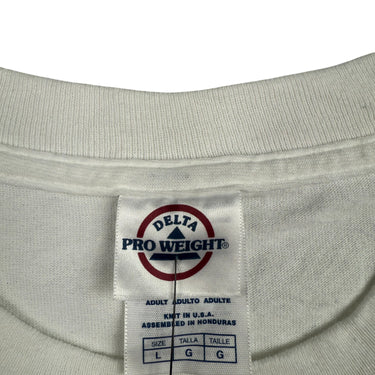 DELTA
PRO WEIGHT®
ADULT ADULTO ADULTE
KNIT IN U.S.A.
ASSEMBLED IN HONDURAS
SIZE TALLA TAILLE
L G G